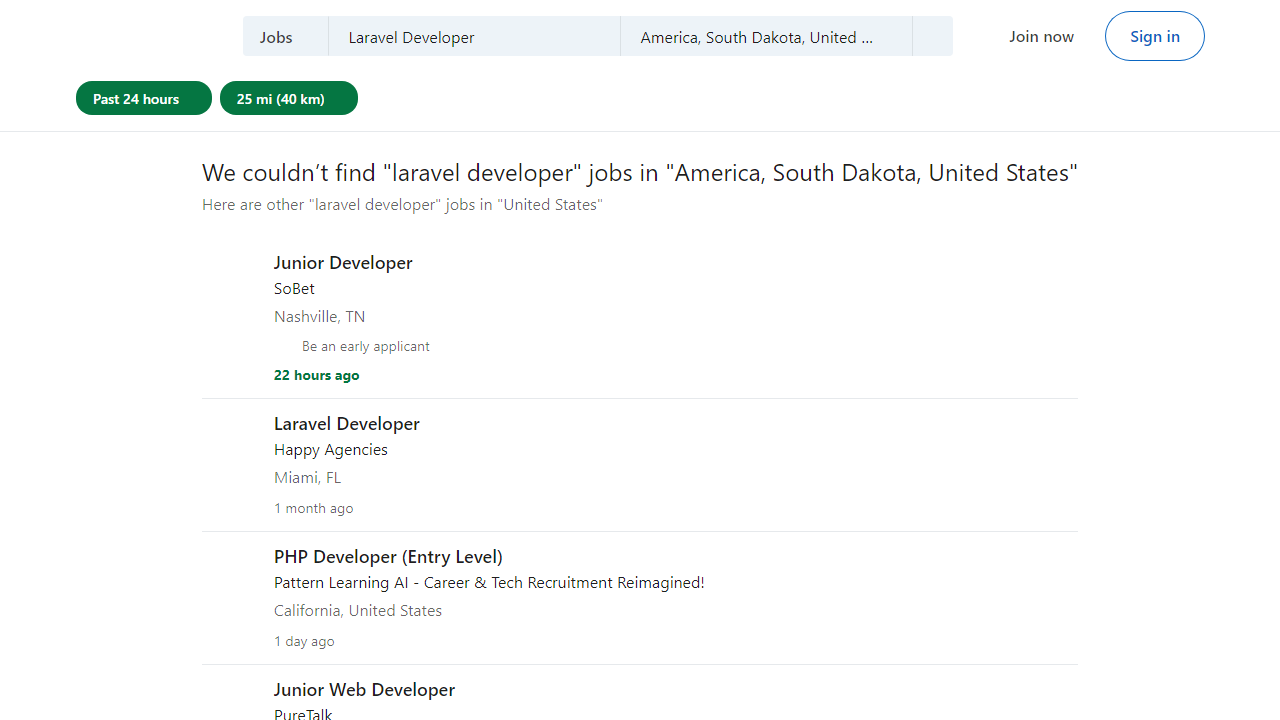 Jobs
Laravel Developer
America, South Dakota, United ...
Join now
Sign in
Past 24 hours
25 mi (40 km)
We couldn’t find "laravel developer" jobs in "America, South Dakota, United States"
Here are other "laravel developer" jobs in "United States"
Junior Developer
SoBet
Nashville, TN
Be an early applicant
22 hours ago
Laravel Developer
Happy Agencies
Miami, FL
1 month ago
PHP Developer (Entry Level)
Pattern Learning AI - Career & Tech Recruitment Reimagined!
California, United States
1 day ago
Junior Web Developer
PureTalk